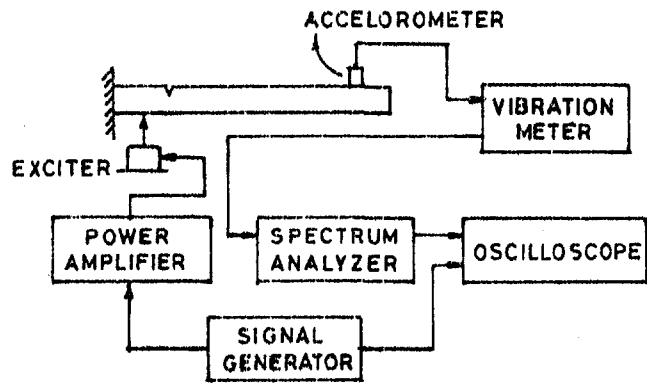 ACCELOROMETER
VIBRATION
METER
EXCITER
POWER
AMPLIFIER
SPECTRUM
ANALYZER
OSCILLOSCOPE
SIGNAL
GENERATOR